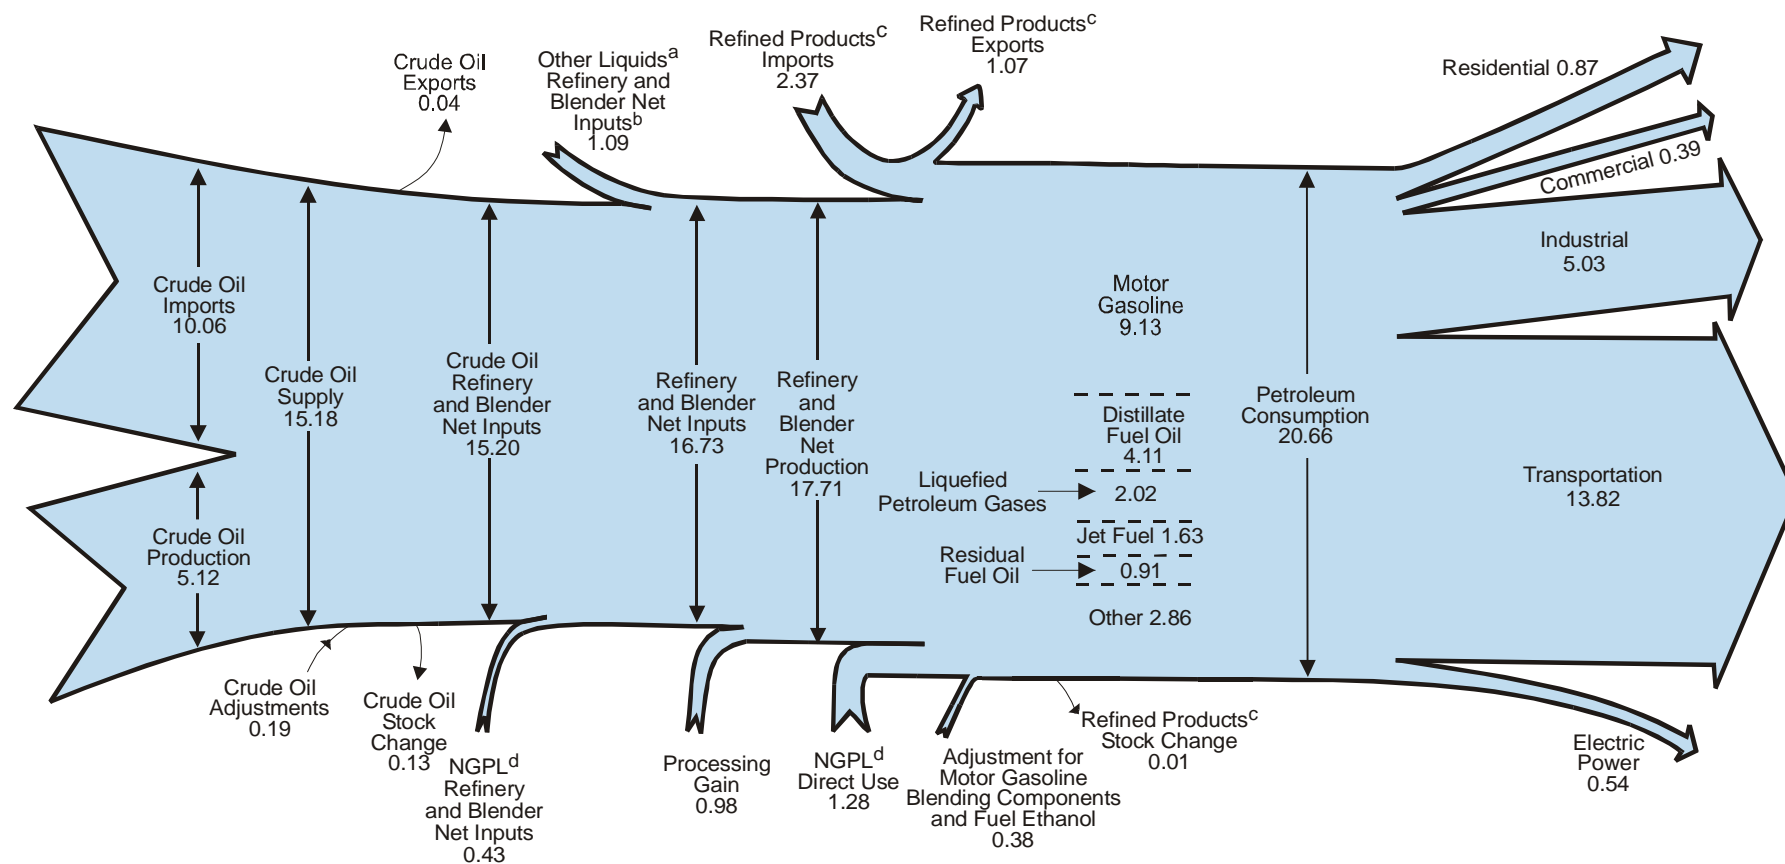 Crude Oil
Exports
0.04
Other Liquidsa
Refinery and
Blender Net
Inputsb
1.09
Refined Productsc
Imports
2.37
Refined Productsc
Exports
1.07
Residential 0.87
Commercial 0.39
Industrial
5.03
Crude Oil
Imports
10.06
Crude Oil
Supply
15.18
Crude Oil
Refinery
and Blender
Net Inputs
15.20
Refinery
and Blender
Net Inputs
16.73
Refinery
and
Blender
Net
Production
17.71
Motor
Gasoline
9.13
Distillate
Fuel Oil
4.11
Liquefied
Petroleum Gases
2.02
Jet Fuel 1.63
Residual
Fuel Oil
0.91
Other 2.86
Petroleum
Consumption
20.66
Transportation
13.82
Crude Oil
Production
5.12
Crude Oil
Adjustments
0.19
Crude Oil
Stock
Change
0.13
NGPLd
Refinery
and Blender
Net Inputs
0.43
Processing
Gain
0.98
NGPLd
Direct Use
1.28
Adjustment for
Motor Gasoline
Blending Components
and Fuel Ethanol
0.38
Refined Productsc
Stock Change
0.01
Electric
Power
0.54